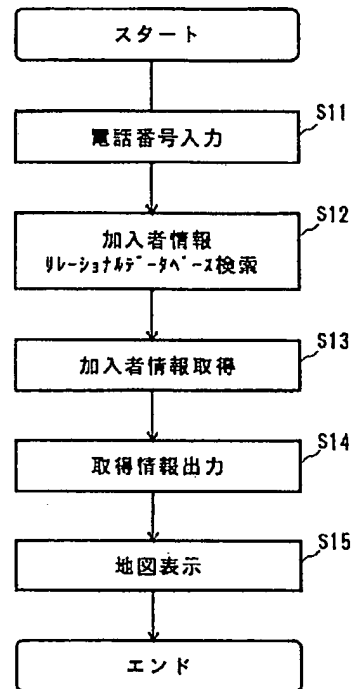 スタート
S11
電話番号入力
S12
加入者情報
ﾘﾚｰｼｮﾅﾙﾃﾞｰﾀﾍﾞｰｽ検索
S13
加入者情報取得
S14
取得情報出力
S15
地図表示
エンド